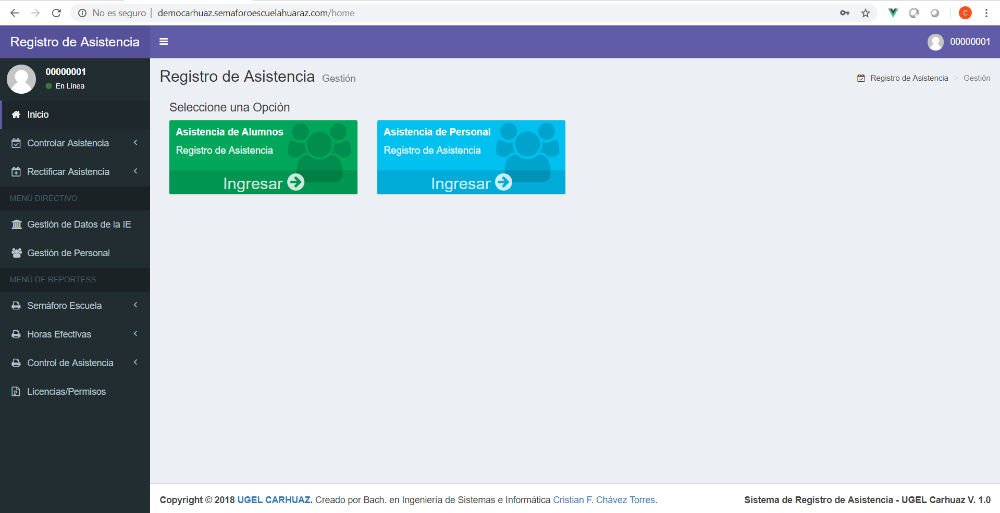 No es seguro | democarhuaz.semaforoescuelahuaraz.com/home
C
Registro de Asistencia
00000001
00000001
En Línea
Inicio
Controlar Asistencia
Rectificar Asistencia
MENÚ DIRECTIVO
Gestión de Datos de la IE
Gestión de Personal
MENÚ DE REPORTESS
Semáforo Escuela
Horas Efectivas
Control de Asistencia
Licencias/Permisos
Registro de Asistencia Gestión
Registro de Asistencia > Gestión
Seleccione una Opción
Asistencia de Alumnos
Registro de Asistencia
Ingresar
Asistencia de Personal
Registro de Asistencia
Ingresar
Copyright © 2018 UGEL CARHUAZ. Creado por Bach. en Ingeniería de Sistemas e Informática Cristian F. Chávez Torres.
Sistema de Registro de Asistencia - UGEL Carhuaz V. 1.0